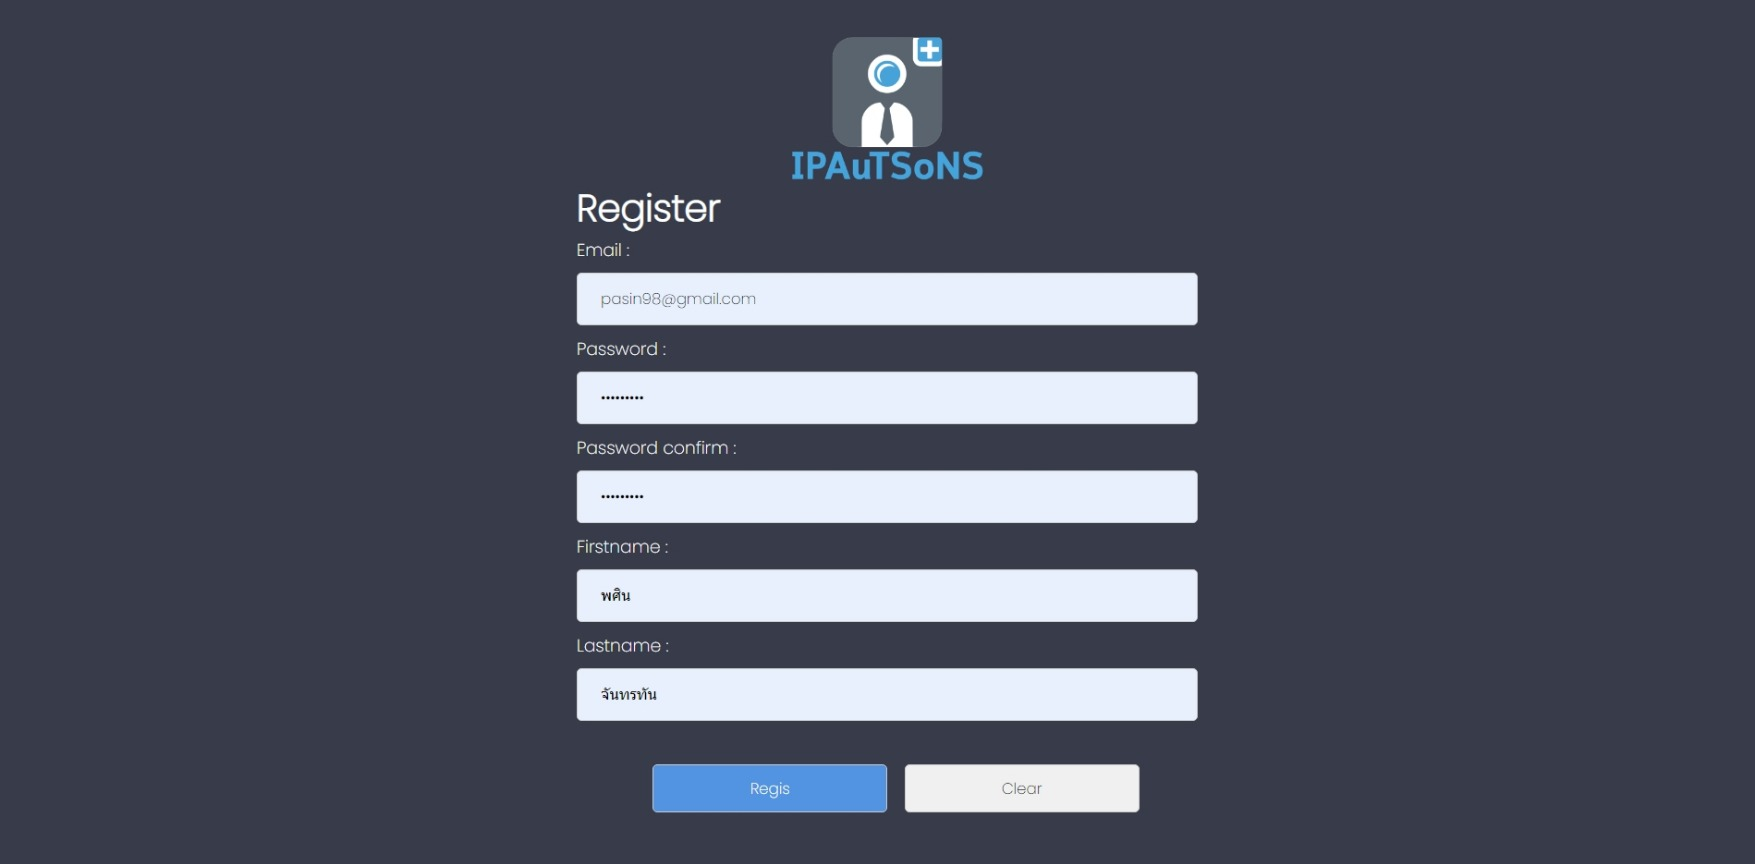 IPAuTSoNS
Register
Email :
pasin98@gmail.com
Password :
•••••••••
Password confirm :
•••••••••
Firstname :
พศิน
Lastname :
จันทรทัน
Regis
Clear